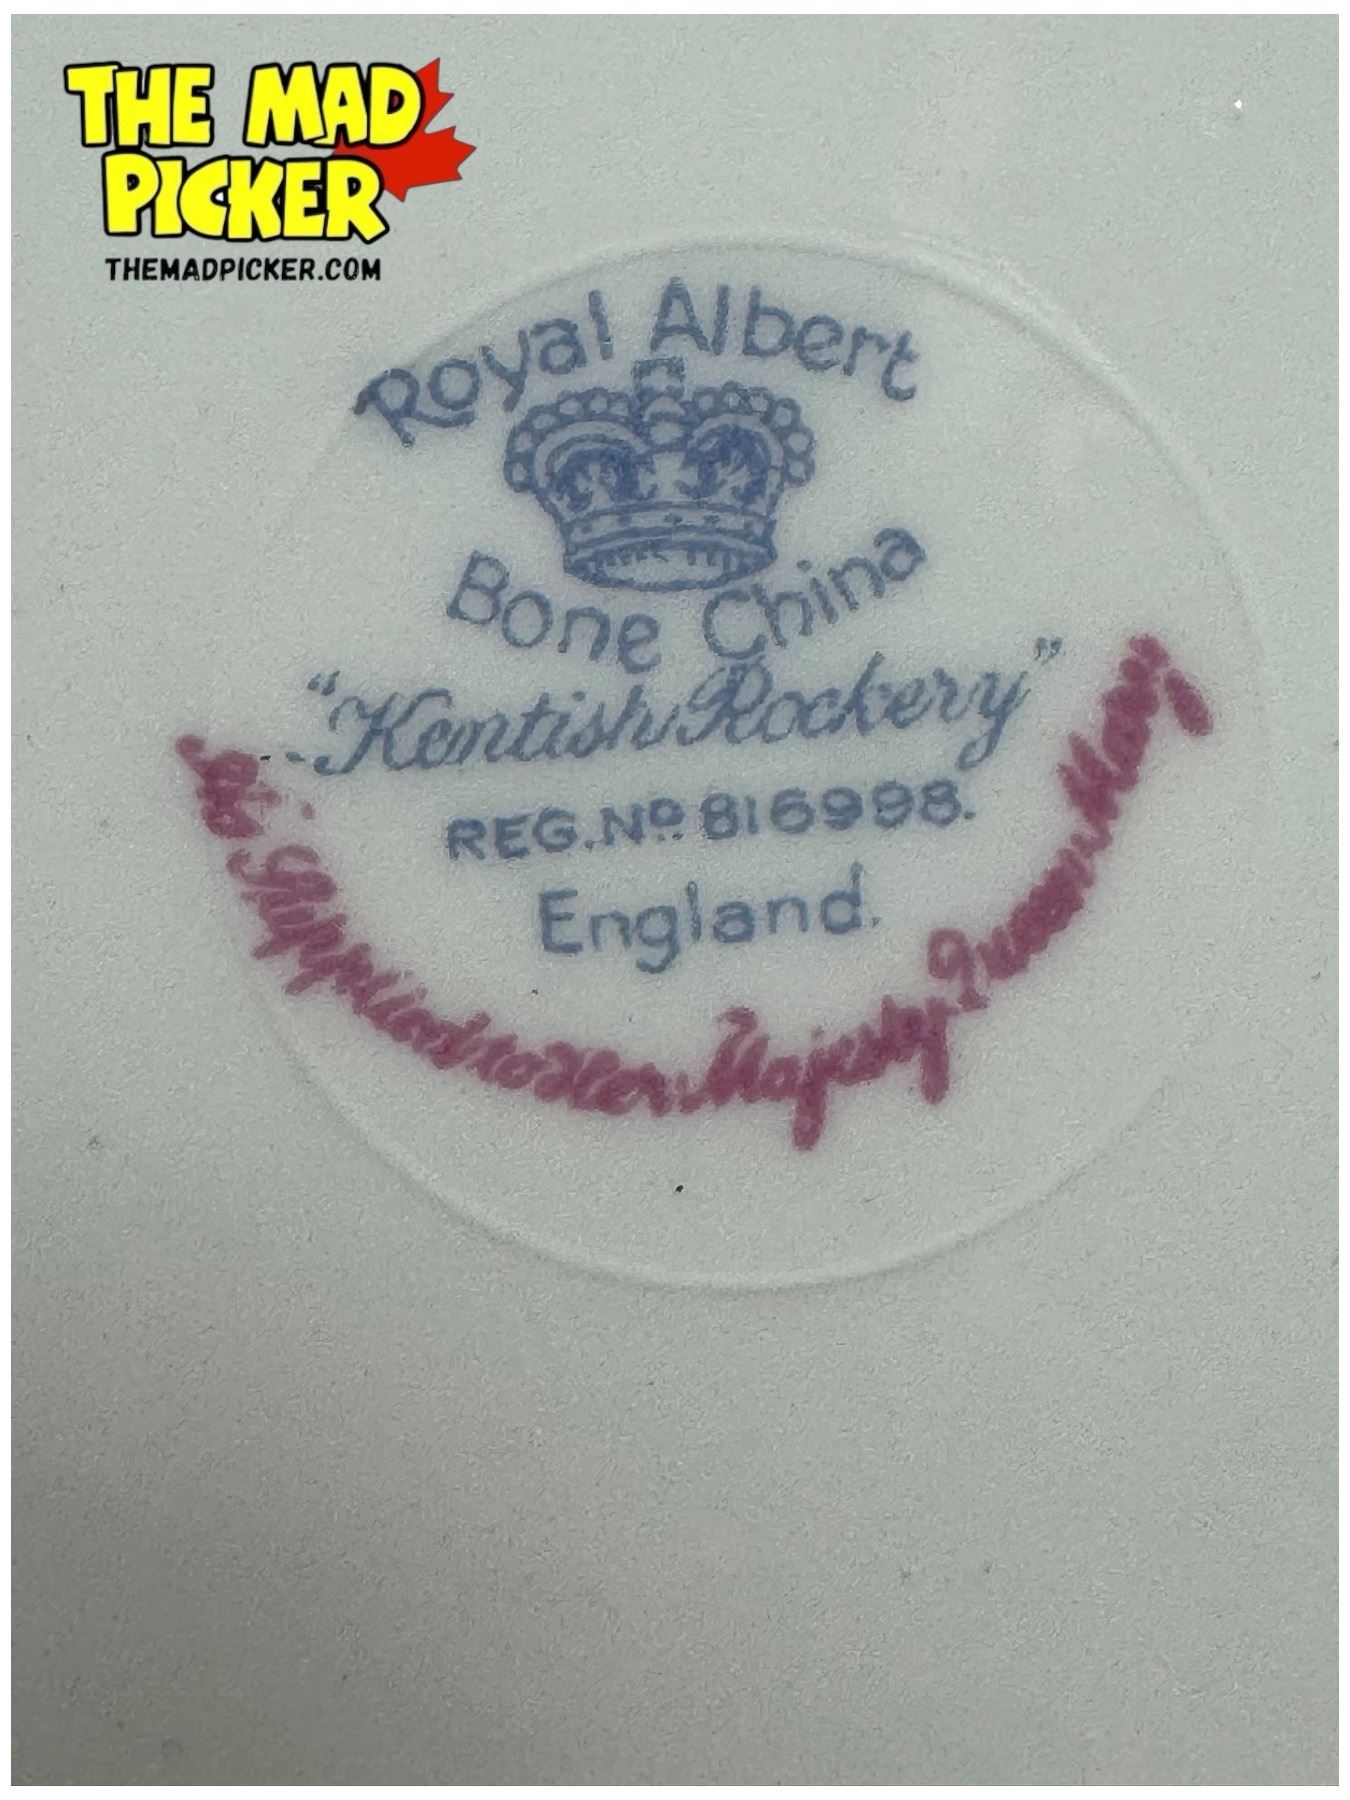 THE MAD
PICKER
THEMADPICKER.COM
Royal Albert
Bone China
"Kentish Rockery"
REG. Nº 816998.
England.
as Supplied to Her Majesty Queen Mary